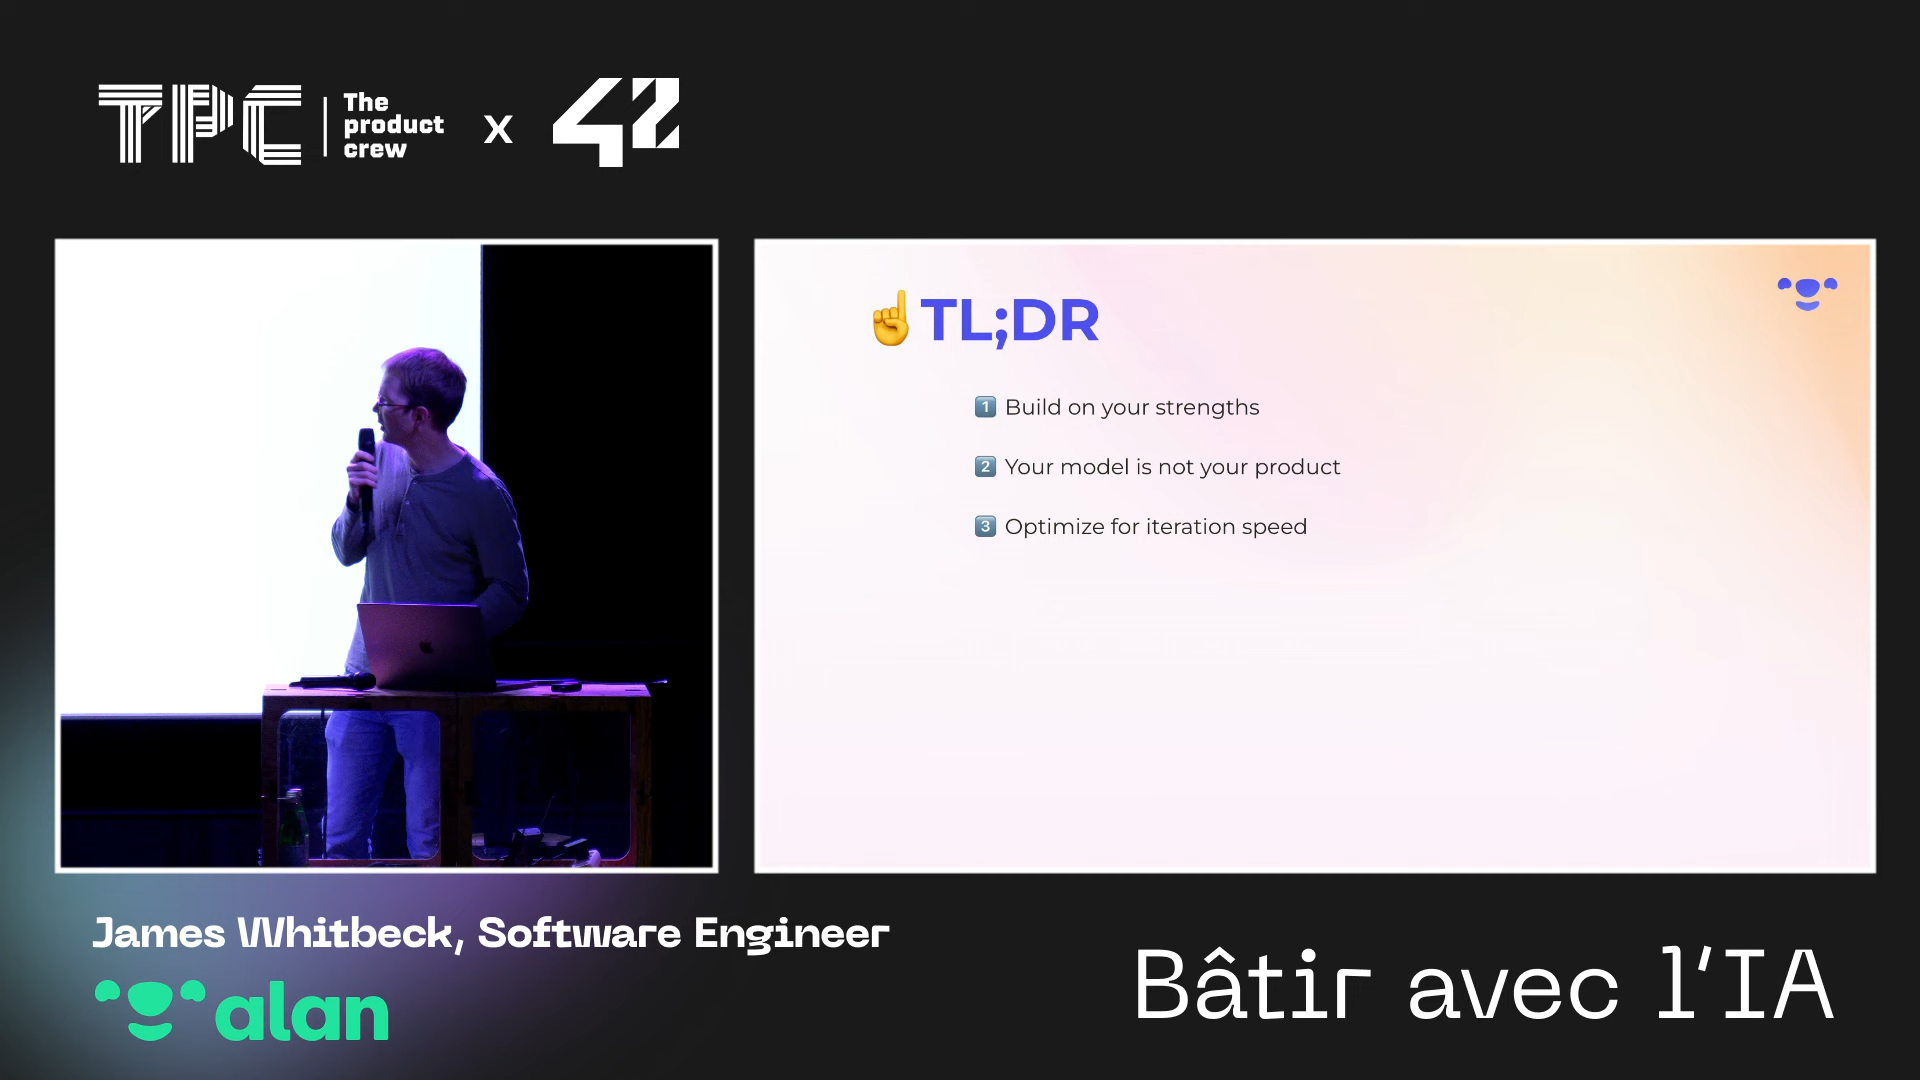 TPC
The
product
crew
x
42
☝️TL;DR
1 Build on your strengths
2 Your model is not your product
3 Optimize for iteration speed
James Whitbeck, Software Engineer
alan
Bâtir avec l'IA